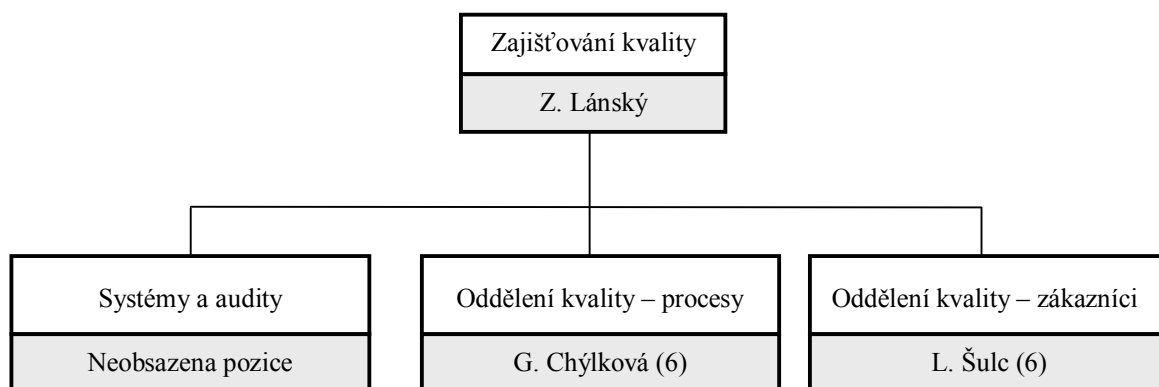 Zajišťování kvality
Z. Lánský
Systémy a audity
Neobsazena pozice
Oddělení kvality – procesy
G. Chýlková (6)
Oddělení kvality – zákazníci
L. Šulc (6)